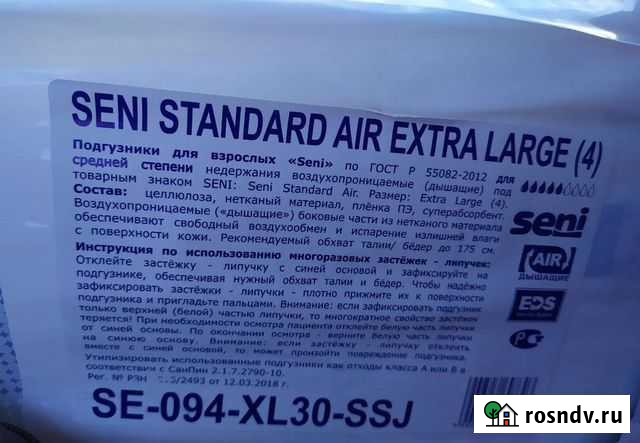 SENI STANDARD AIR EXTRA LARGE (4)
Подгузники для взрослых «Seni» по ГОСТ Р 55082-2012 для
средней степени недержания воздухопроницаемые (дышащие) под
товарным знаком SENI: Seni Standard Air. Размер: Extra Large (4).
Состав: целлюлоза, нетканый материал, плёнка ПЭ, суперабсорбент.
Воздухопроницаемые («дышащие») боковые части из нетканого материала
обеспечивают свободный воздухообмен и испарение излишней влаги
с поверхности кожи. Рекомендуемый обхват талии/ бёдер до 175 см.
Инструкция по использованию многоразовых застёжек - липучек:
Отклейте застёжку - липучку с синей основой и зафиксируйте на
подгузнике, обеспечивая нужный обхват талии и бёдер. Чтобы надёжно
зафиксировать застёжки - липучки - плотно прижмите их к поверхности
подгузника и пригладьте пальцами. Внимание: если зафиксировать подгузник
только верхней (белой) частью липучки, то многократное свойство застёжек
теряется! При необходимости осмотра пациента отклейте белую часть липучки
от синей основы. По окончании осмотра - верните белую часть липучки
на синюю основу. Внимание: если застёжку - липучку отклеить
вместе с синей основой, то может произойти повреждение подгузника.
Утилизировать использованные подгузники как отходы класса А или В в
соответствии с СанПин 2.1.7.2790-10.
Рег. № РЗН /2493 от 12.03.2018 г.
SE-094-XL30-SSJ
seni
AIR
ДЫШАЩИЕ
EDS
rosndv.ru